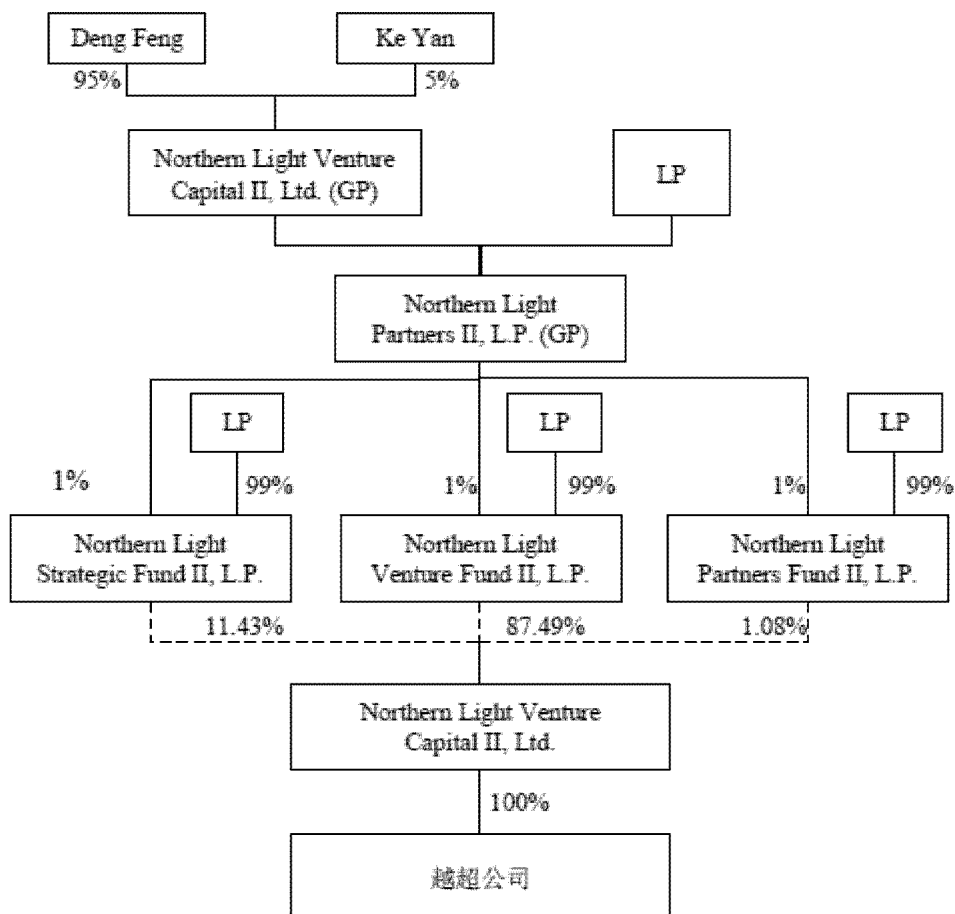 Deng Feng
Ke Yan
95%
5%
Northern Light Venture
Capital II, Ltd. (GP)
LP
Northern Light
Partners II, L.P. (GP)
LP
LP
LP
1%
99%
1%
99%
1%
99%
Northern Light
Strategic Fund II, L.P.
Northern Light
Venture Fund II, L.P.
Northern Light
Partners Fund II, L.P.
11.43%
87.49%
1.08%
Northern Light Venture
Capital II, Ltd.
100%
越超公司